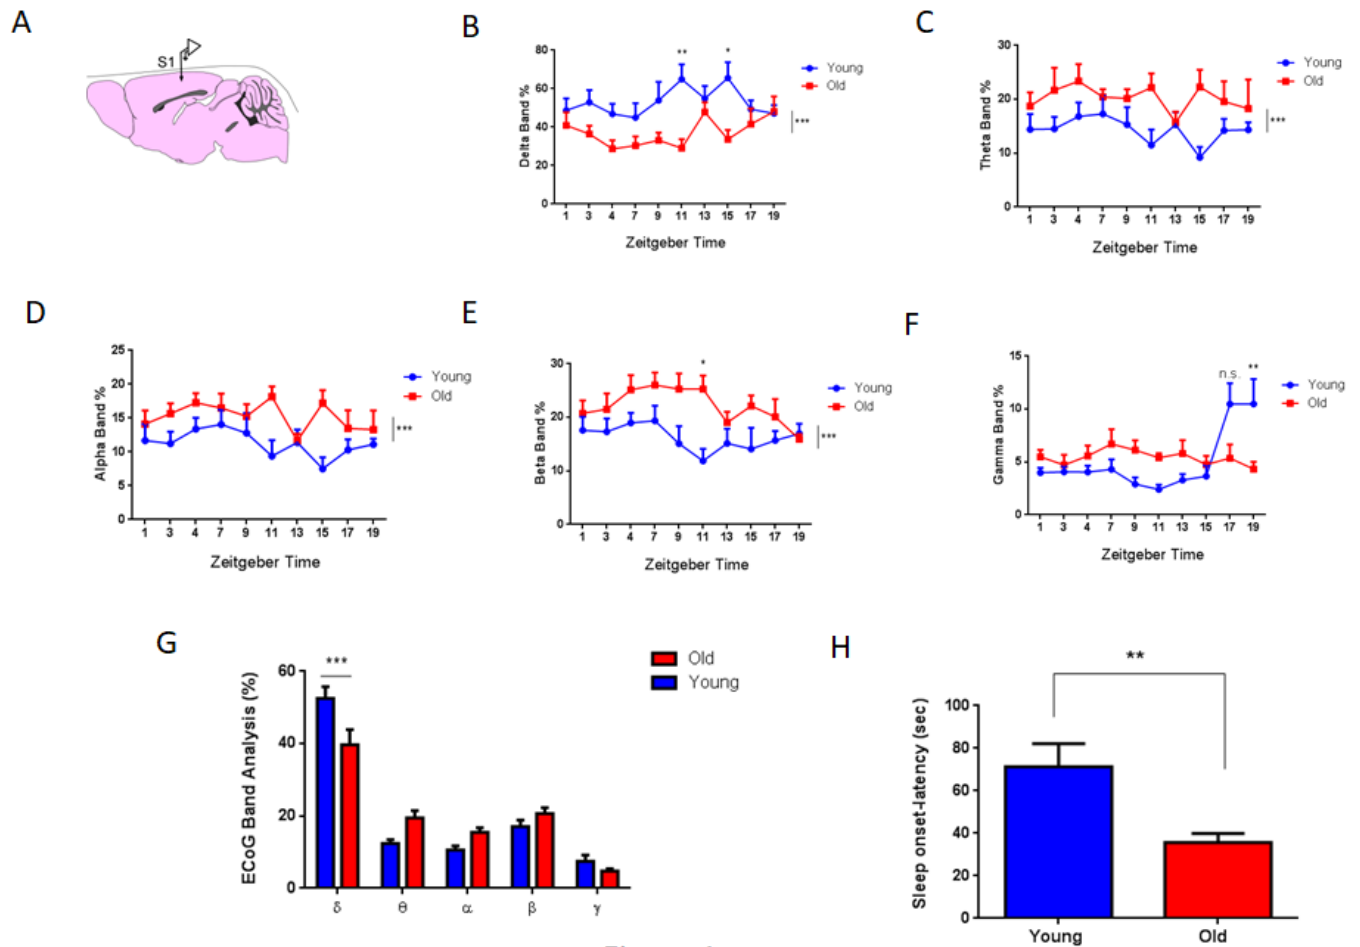 A
S1
B
Delta Band %
80
60
40
20
0
** *
Young
Old
***
1 3 4 7 9 11 13 15 17 19
Zeitgeber Time
C
Theta Band %
30
20
10
0
Young
Old
***
1 3 4 7 9 11 13 15 17 19
Zeitgeber Time
D
Alpha Band %
25
20
15
10
5
0
Young
Old
***
1 3 4 7 9 11 13 15 17 19
Zeitgeber Time
E
Beta Band %
30
20
10
0
*
Young
Old
***
1 3 4 7 9 11 13 15 17 19
Zeitgeber Time
F
Gamma Band %
15
10
5
0
n.s. **
Young
Old
1 3 4 7 9 11 13 15 17 19
Zeitgeber Time
G
ECoG Band Analysis (%)
60
40
20
0
***
Old
Young
δ θ α β γ
H
Sleep onset-latency (sec)
100
80
60
40
20
0
**
Young Old